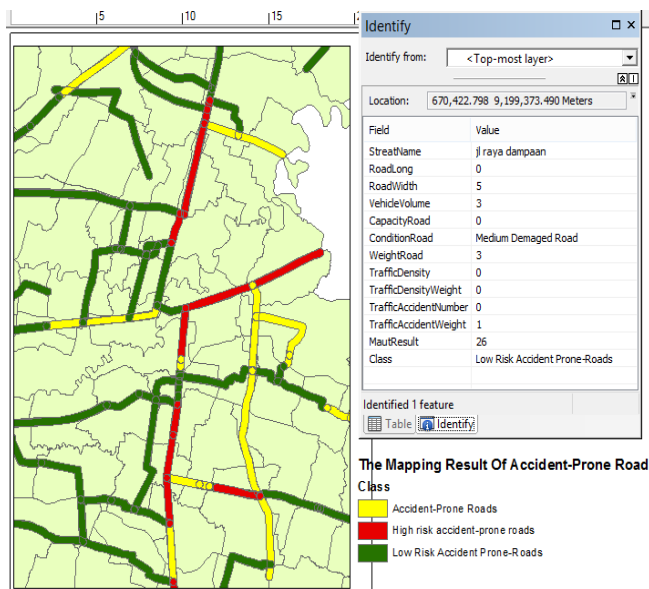 5 10 15
Identify
Identify from: <Top-most layer>
Location: 670,422.798 9,199,373.490 Meters
Field Value
StreatName jl raya dampaan
RoadLong 0
RoadWidth 5
VehicleVolume 3
CapacityRoad 0
ConditionRoad Medium Demaged Road
WeightRoad 3
TrafficDensity 0
TrafficDensityWeight 0
TrafficAccidentNumber 0
TrafficAccidentWeight 1
MautResult 26
Class Low Risk Accident Prone-Roads
Identified 1 feature
Table Identify
The Mapping Result Of Accident-Prone Road
Class
Accident-Prone Roads
High risk accident-prone roads
Low Risk Accident Prone-Roads